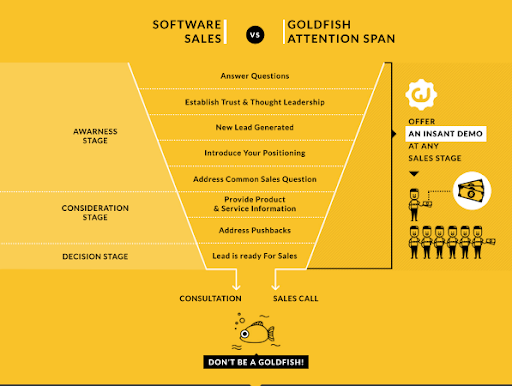 SOFTWARE SALES
VS
GOLDFISH ATTENTION SPAN
AWARNESS STAGE
CONSIDERATION STAGE
DECISION STAGE
Answer Questions
Establish Trust & Thought Leadership
New Lead Generated
Introduce Your Positioning
Address Common Sales Question
Provide Product
& Service Information
Address Pushbacks
Lead is ready For Sales
CONSULTATION
SALES CALL
OFFER
AN INSANT DEMO
AT ANY
SALES STAGE
DON'T BE A GOLDFISH!